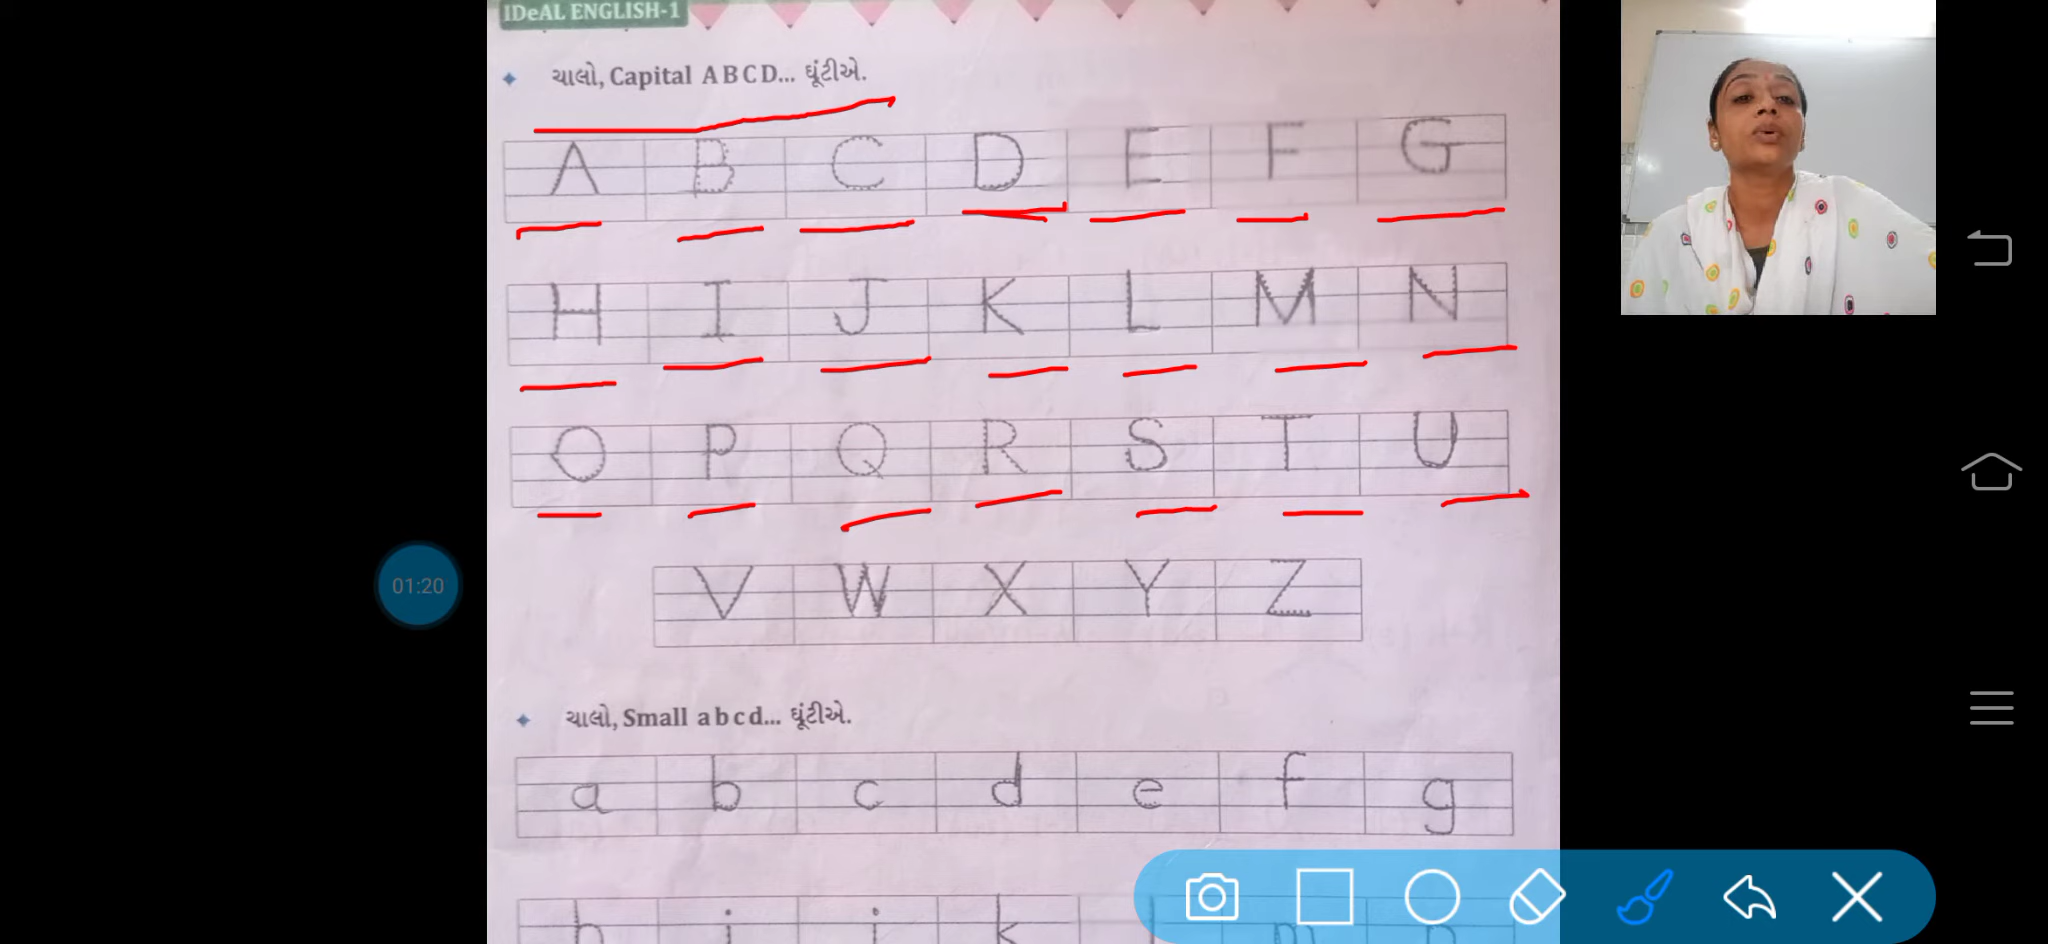 IDeAL ENGLISH-1
ચાલો, Capital A B C D... ઘૂંટીએ.
A B C D E F G
H I J K L M N
O P Q R S T U
V W X Y Z
01:20
ચાલો, Small a b c d... ઘૂંટીએ.
a b c d e f g
h i j k l m n